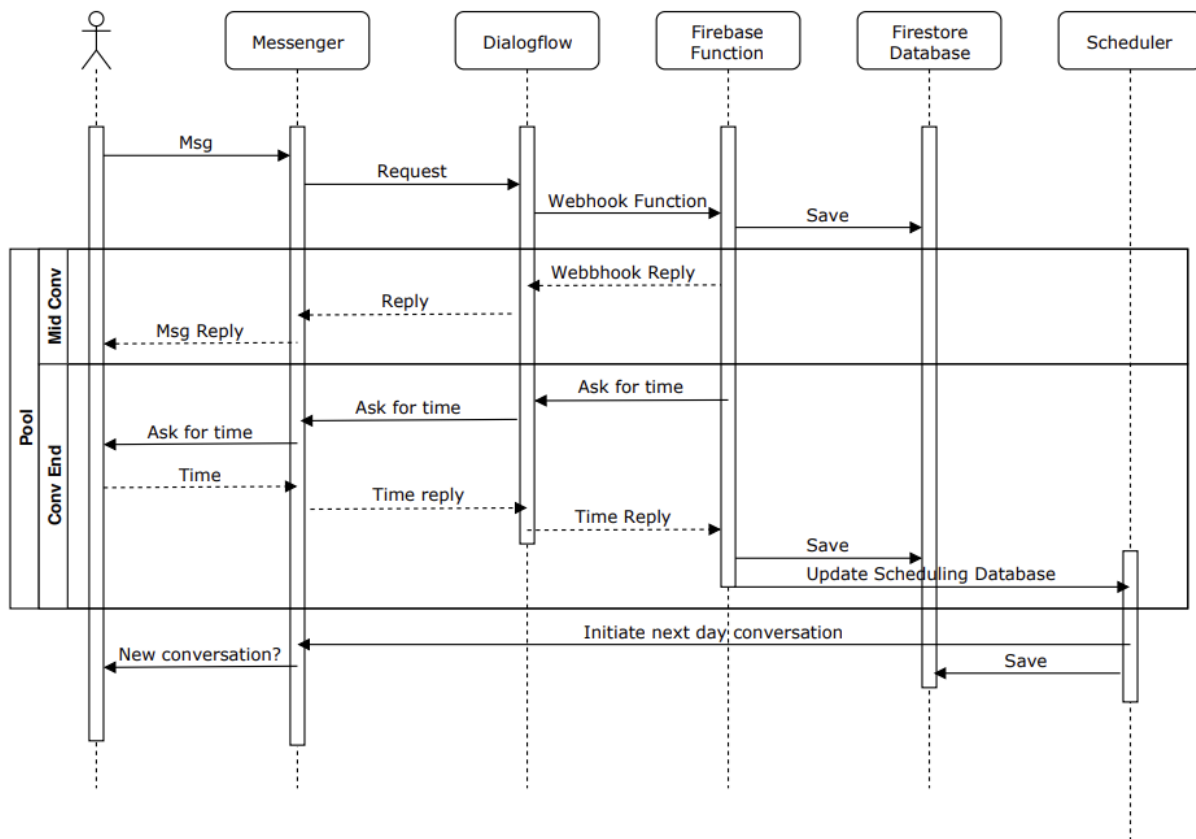 Messenger
Dialogflow
Firebase
Function
Firestore
Database
Scheduler
Msg
Request
Webhook Function
Save
Pool
Mid Conv
Webbhook Reply
Reply
Msg Reply
Conv End
Ask for time
Ask for time
Ask for time
Time
Time reply
Time Reply
Save
Update Scheduling Database
Initiate next day conversation
New conversation?
Save